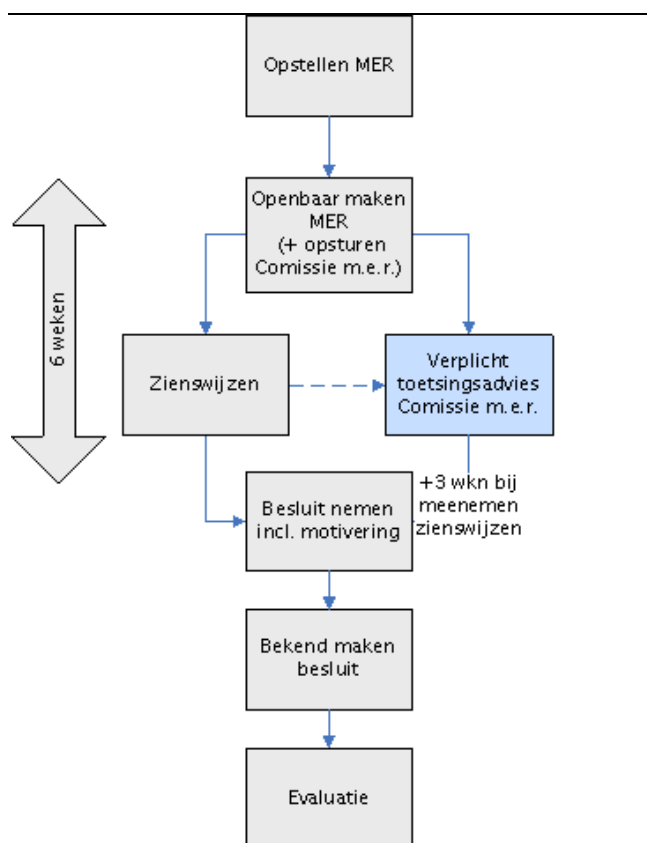 Opstellen MER
Openbaar maken
MER
(+ opsturen
Comissie m.e.r.)
6 weken
Zienswijzen
Verplicht
toetsingsadvies
Comissie m.e.r.
Besluit nemen
incl. motivering
+3 wkn bij
meenemen
zienswijzen
Bekend maken
besluit
Evaluatie